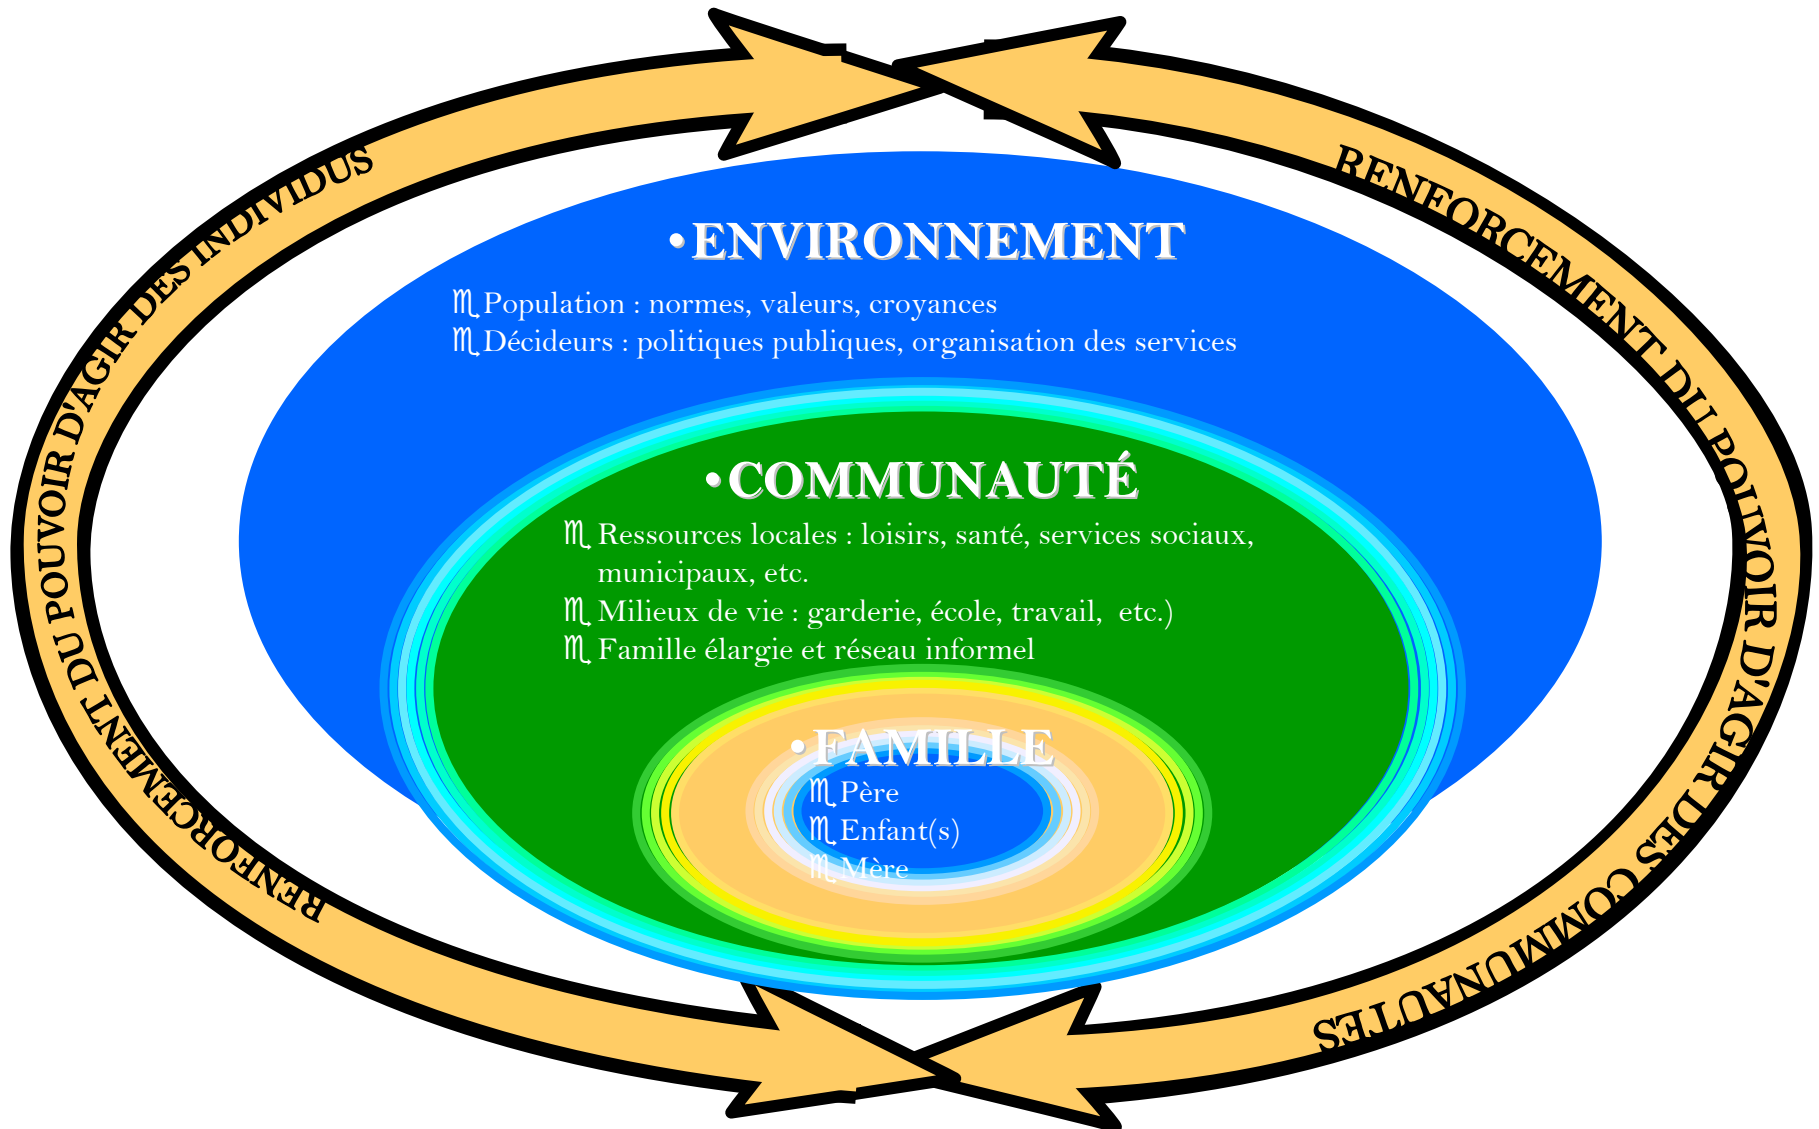 RENFORCEMENT DU POUVOIR D'AGIR DES INDIVIDUS
RENFORCEMENT DU POUVOIR D'AGIR DES COMMUNAUTES
•ENVIRONNEMENT
♏Population : normes, valeurs, croyances
♏Décideurs : politiques publiques, organisation des services
•COMMUNAUTÉ
♏ Ressources locales : loisirs, santé, services sociaux,
municipaux, etc.
♏ Milieux de vie : garderie, école, travail,  etc.)
♏ Famille élargie et réseau informel
•FAMILLE
♏Père
♏Enfant(s)
♏Mère